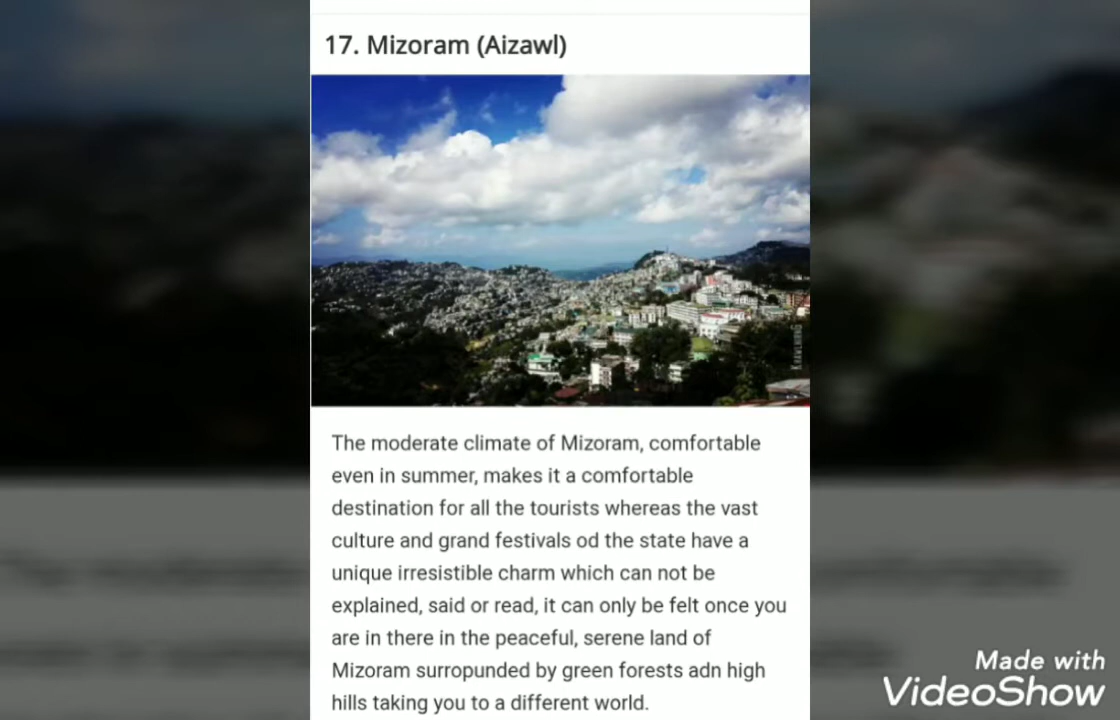 17. Mizoram (Aizawl)
The moderate climate of Mizoram, comfortable
even in summer, makes it a comfortable
destination for all the tourists whereas the vast
culture and grand festivals od the state have a
unique irresistible charm which can not be
explained, said or read, it can only be felt once you
are in there in the peaceful, serene land of
Mizoram surropunded by green forests adn high
hills taking you to a different world.
Made with
VideoShow